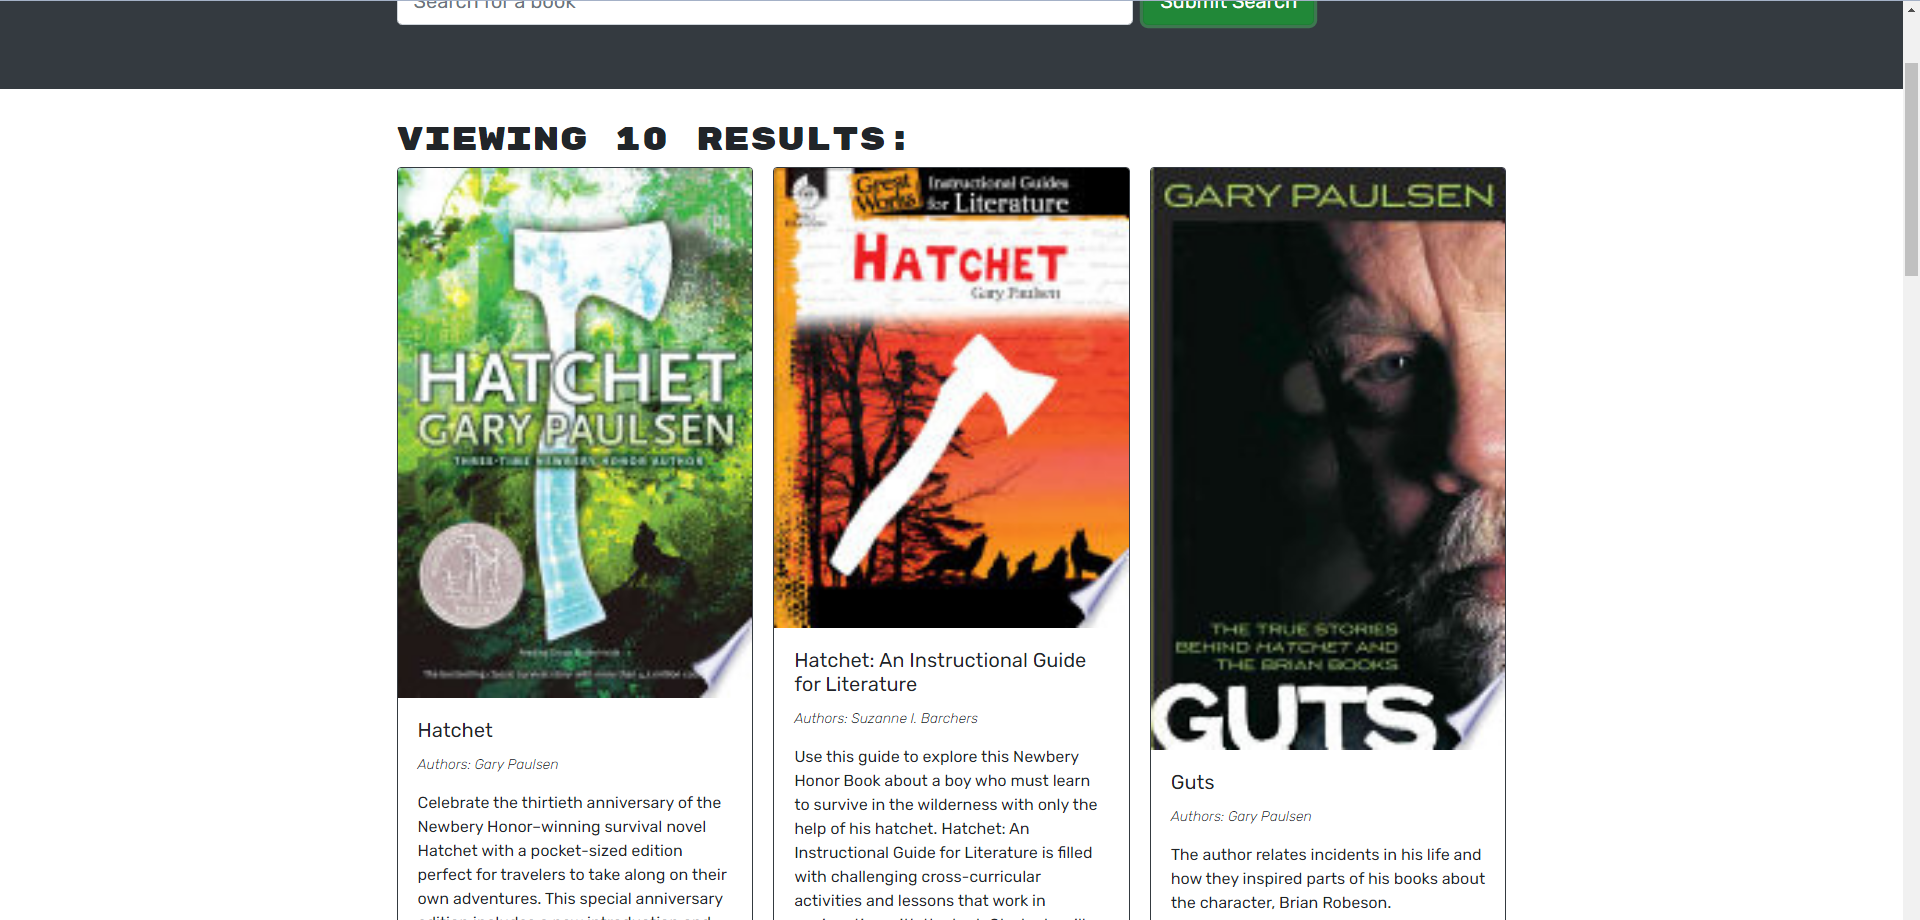 Search for a book
Submit Search
VIEWING 10 RESULTS:
HATCHET
GARY PAULSEN
THREE-TIME NEWBERY HONOR AUTHOR
Hatchet
Authors: Gary Paulsen
Celebrate the thirtieth anniversary of the
Newbery Honor–winning survival novel
Hatchet with a pocket-sized edition
perfect for travelers to take along on their
own adventures. This special anniversary
edition includes a new introduction and
Great Works
Instructional Guides
for Literature
HATCHET
Gary Paulsen
Hatchet: An Instructional Guide
for Literature
Authors: Suzanne I. Barchers
Use this guide to explore this Newbery
Honor Book about a boy who must learn
to survive in the wilderness with only the
help of his hatchet. Hatchet: An
Instructional Guide for Literature is filled
with challenging cross-curricular
activities and lessons that work in
GARY PAULSEN
THE TRUE STORIES
BEHIND HATCHET AND
THE BRIAN BOOKS
GUTS
Guts
Authors: Gary Paulsen
The author relates incidents in his life and
how they inspired parts of his books about
the character, Brian Robeson.